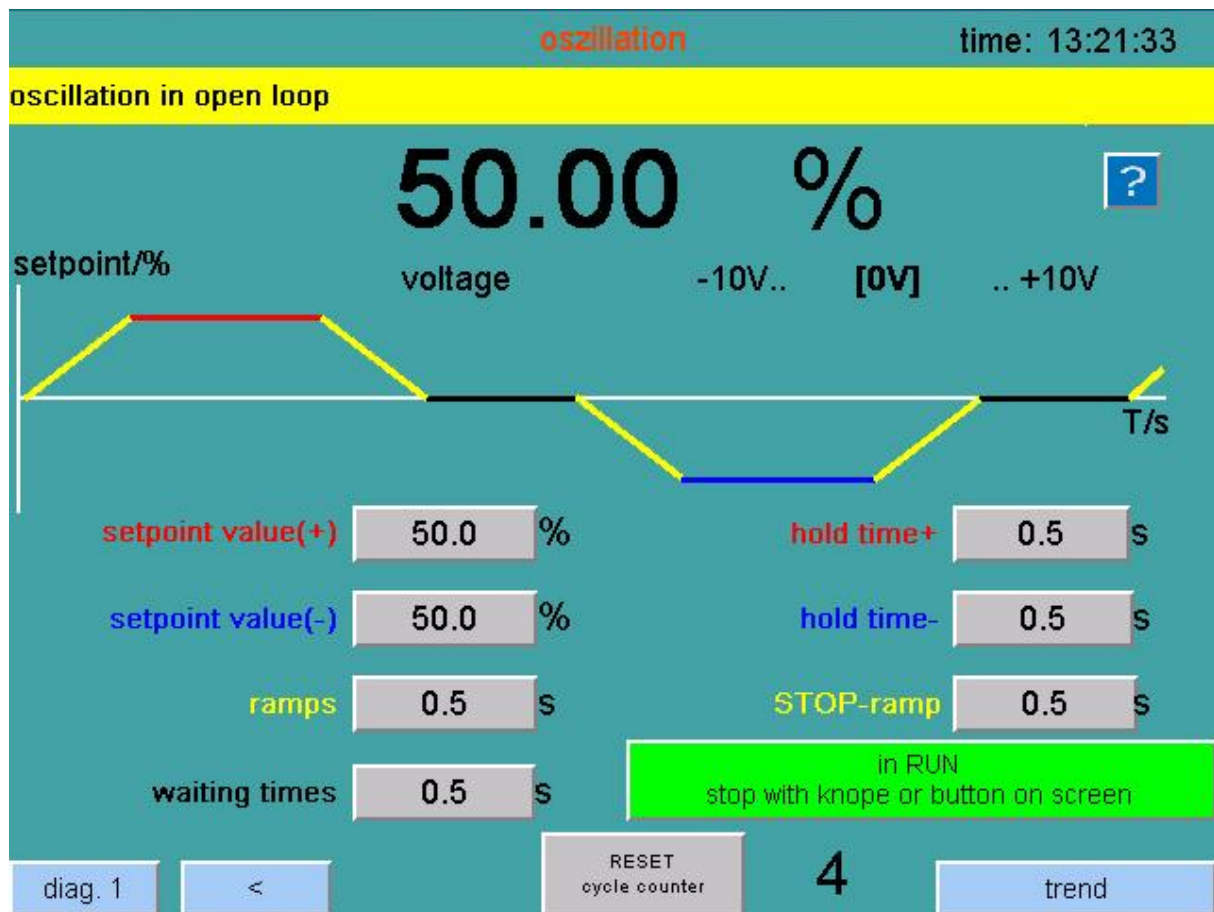 oszillation time: 13:21:33
oscillation in open loop
50.00 %
?
setpoint/%
voltage -10V.. [0V] .. +10V
T/s
setpoint value(+) 50.0 % hold time+ 0.5 s
setpoint value(-) 50.0 % hold time- 0.5 s
ramps 0.5 s STOP-ramp 0.5 s
waiting times 0.5 s
in RUN
stop with knope or button on screen
RESET
cycle counter
4
diag. 1 < trend